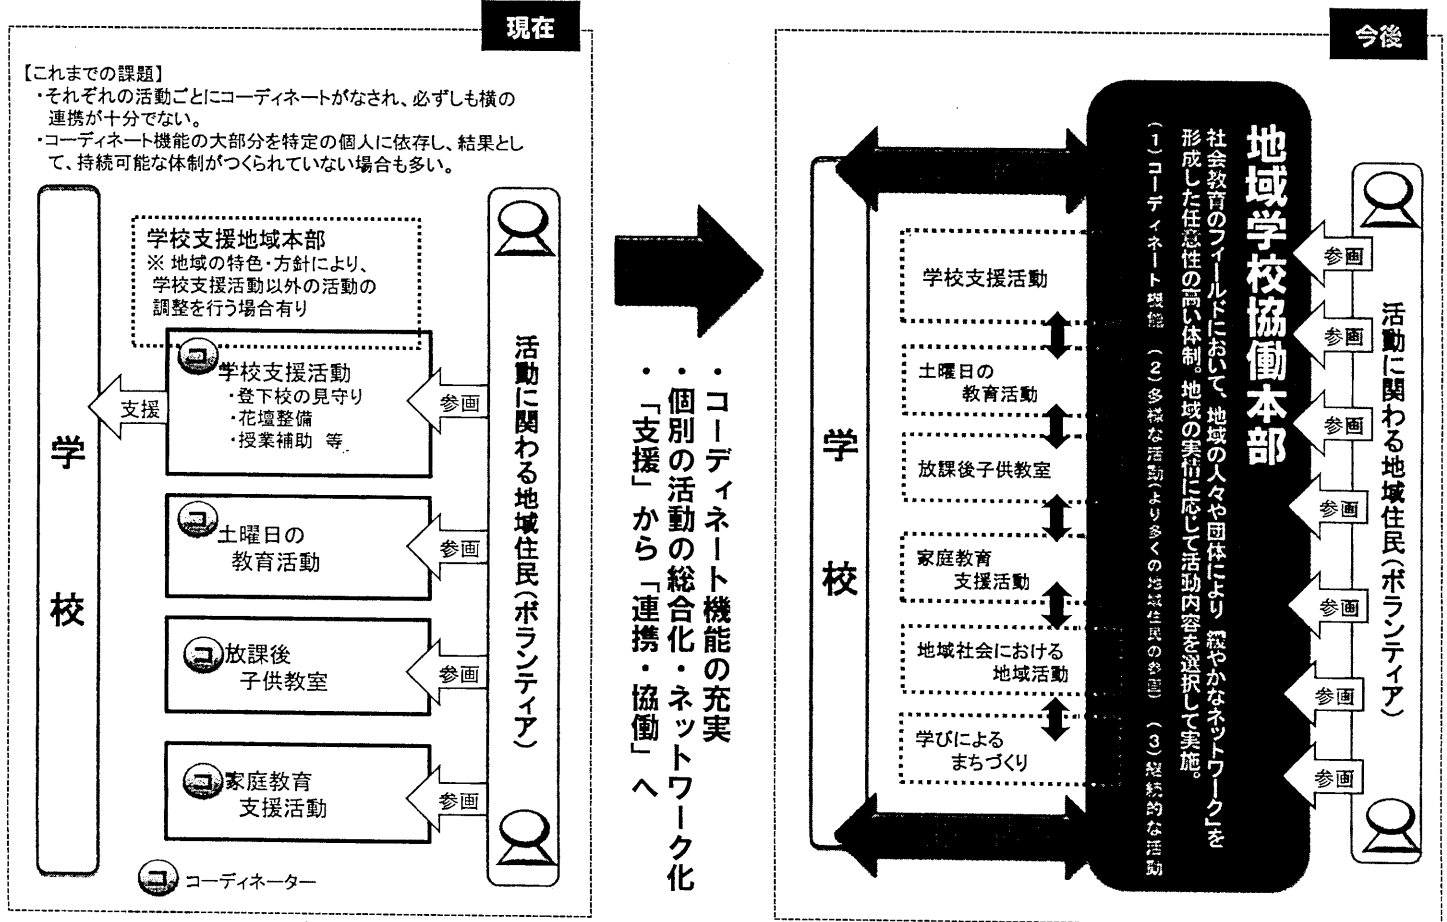 現在
【これまでの課題】
・それぞれの活動ごとにコーディネートがなされ、必ずしも横の
連携が十分でない。
・コーディネート機能の大部分を特定の個人に依存し、結果とし
て、持続可能な体制がつくられていない場合も多い。
学校
学校支援地域本部
※ 地域の特色・方針により、
学校支援活動以外の活動の
調整を行う場合有り
コ
学校支援活動
・登下校の見守り
・花壇整備
・授業補助 等
支援
参画
コ
土曜日の
教育活動
参画
コ
放課後
子供教室
参画
コ
家庭教育
支援活動
参画
コ コーディネーター
活動に関わる地域住民(ボランティア)
・コーディネート機能の充実
・個別の活動の総合化・ネットワーク化
・「支援」から「連携・協働」へ
今後
学校
学校支援活動
土曜日の
教育活動
放課後子供教室
家庭教育
支援活動
地域社会における
地域活動
学びによる
まちづくり
地域学校協働本部
社会教育のフィールドにおいて、地域の人々や団体により「緩やかなネットワーク」を
形成した任意性の高い体制。地域の実情に応じて活動内容を選択して実施。
(1)コーディネート機能 (2)多様な活動(より多くの地域住民の参画) (3)継続的な活動
参画
参画
参画
参画
参画
参画
参画
活動に関わる地域住民(ボランティア)